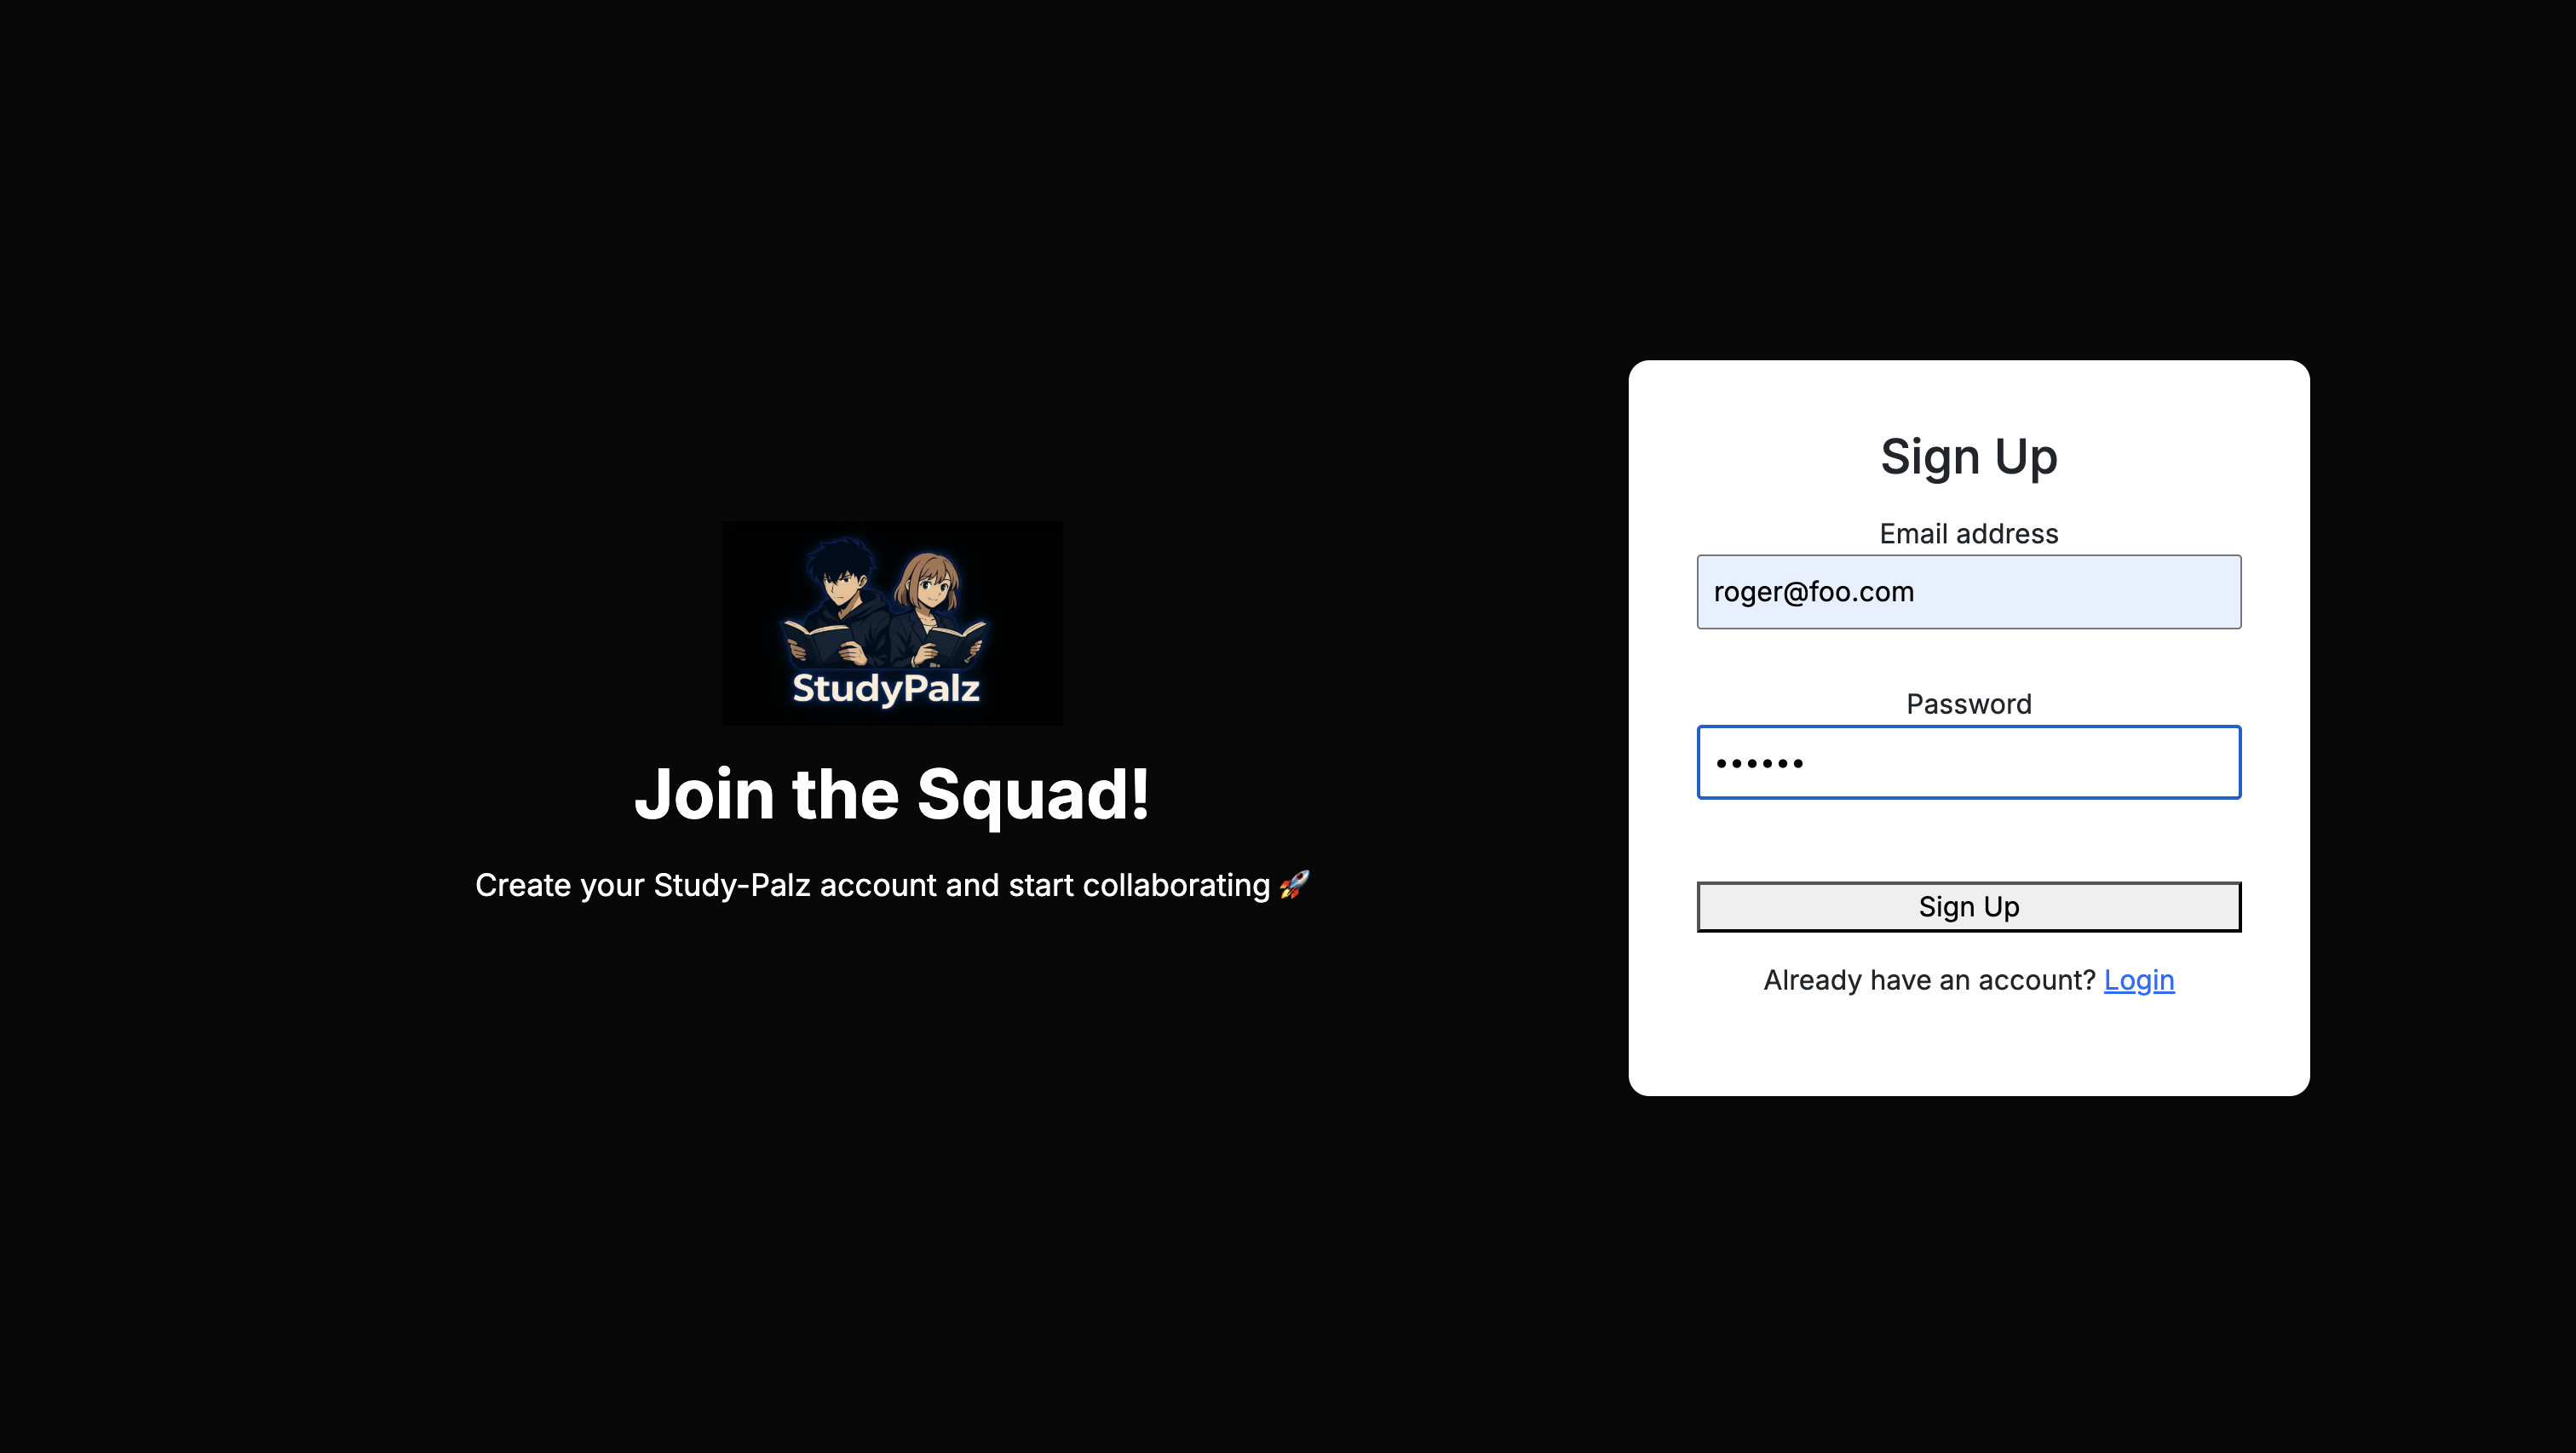 StudyPalz
Join the Squad!
Create your Study-Palz account and start collaborating 🚀
Sign Up
Email address
roger@foo.com
Password
••••••
Sign Up
Already have an account? Login